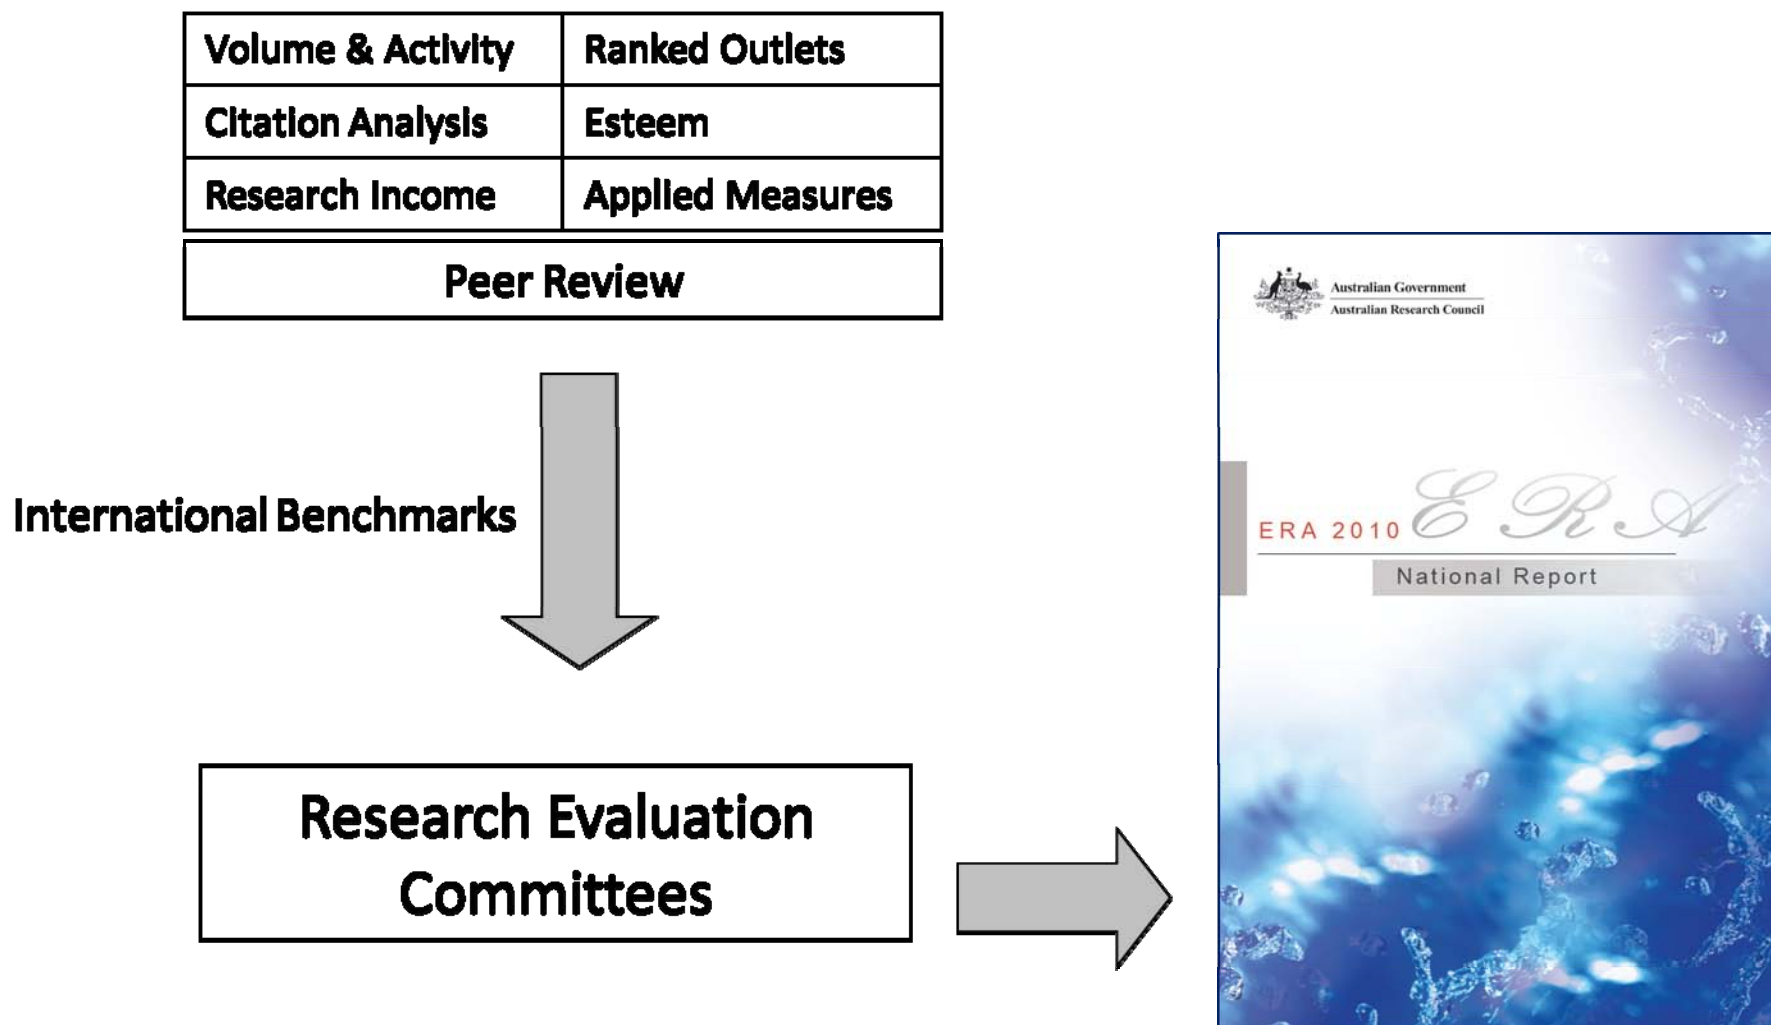 Volume & Activity
Ranked Outlets
Citation Analysis
Esteem
Research Income
Applied Measures
Peer Review
International Benchmarks
Research Evaluation
Committees
Australian Government
Australian Research Council
ERA
ERA 2010
National Report